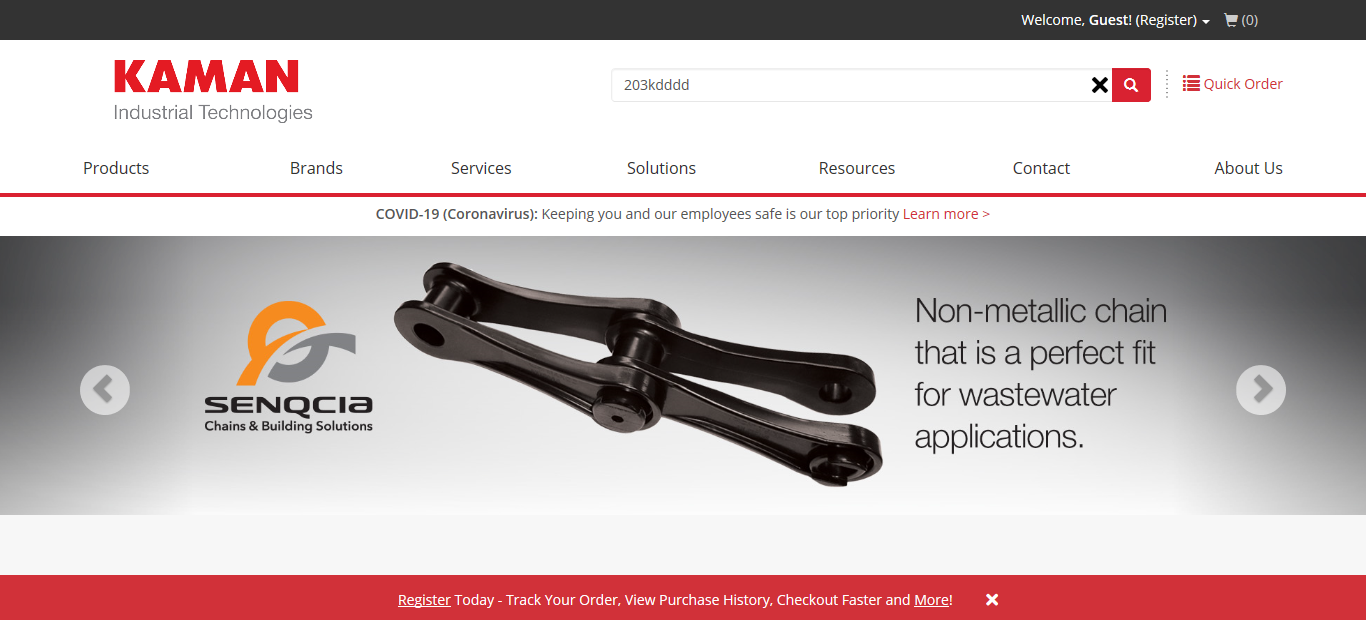 Welcome, Guest! (Register) (0)
KAMAN
Industrial Technologies
203kdddd
Quick Order
Products Brands Services Solutions Resources Contact About Us
COVID-19 (Coronavirus): Keeping you and our employees safe is our top priority Learn more >
SENQCIA
Chains & Building Solutions
Non-metallic chain
that is a perfect fit
for wastewater
applications.
Register Today - Track Your Order, View Purchase History, Checkout Faster and More!